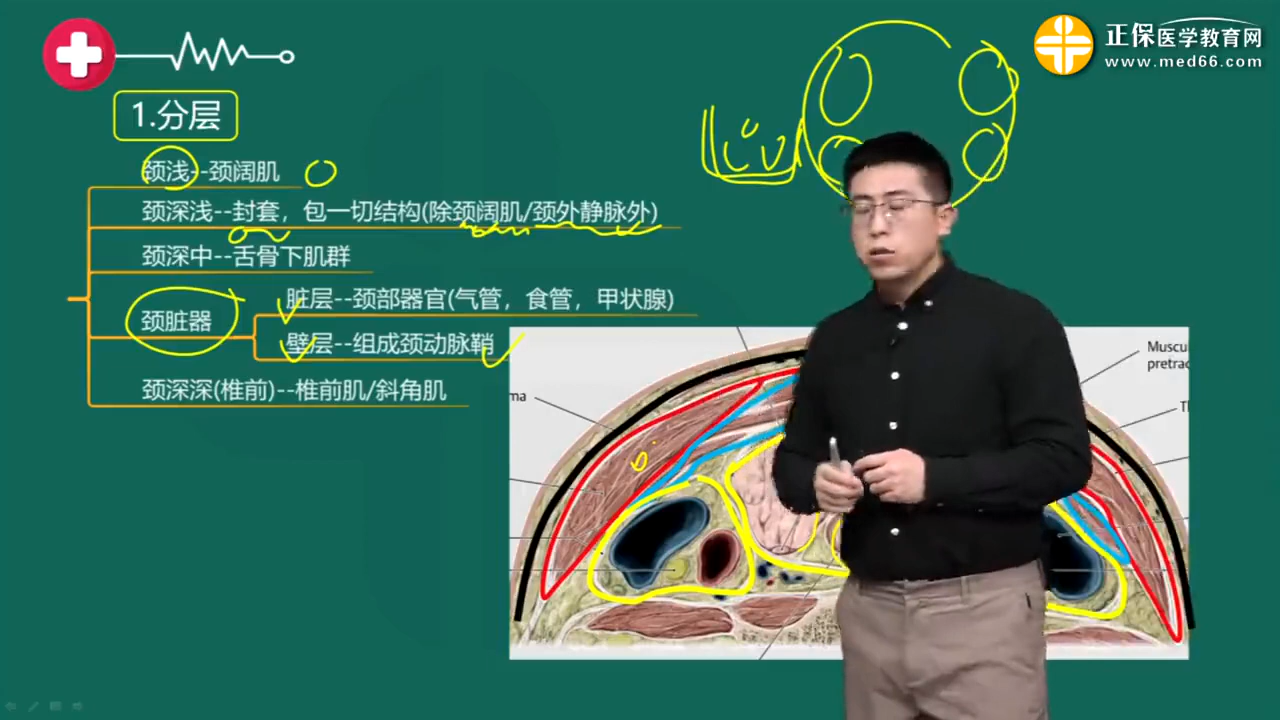 正保医学教育网
www.med66.com
1.分层
颈浅--颈阔肌
颈深浅--封套，包一切结构(除颈阔肌/颈外静脉外)
颈深中--舌骨下肌群
颈脏器
脏层--颈部器官(气管，食管，甲状腺)
壁层--组成颈动脉鞘
颈深深(椎前)--椎前肌/斜角肌
ma
Muscu
pretrac
Tl